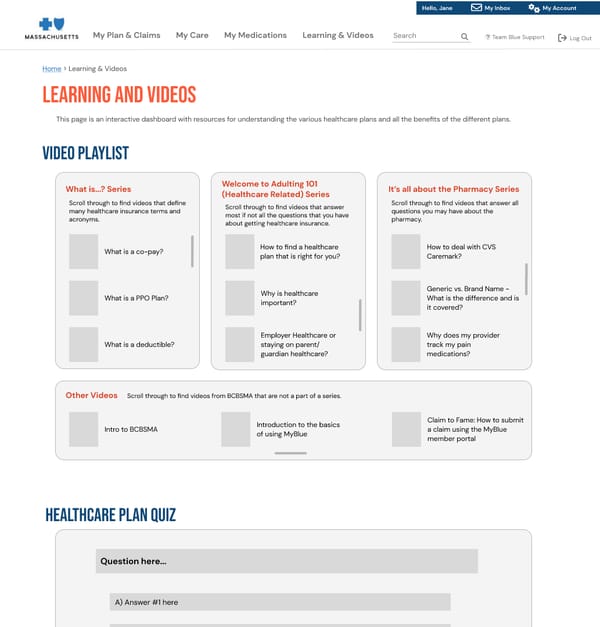 Hello, Jane
My Inbox
My Account
MASSACHUSETTS
My Plan & Claims
My Care
My Medications
Learning & Videos
Search
? Team Blue Support
Log Out
Home > Learning & Videos
LEARNING AND VIDEOS
This page is an interactive dashboard with resources for understanding the various healthcare plans and all the benefits of the different plans.
VIDEO PLAYLIST
What is...? Series
Scroll through to find videos that define
many healthcare insurance terms and
acronyms.
What is a co-pay?
What is a PPO Plan?
What is a deductible?
Welcome to Adulting 101
(Healthcare Related) Series
Scroll through to find videos that answer
most if not all the questions that you have
about getting healthcare insurance.
How to find a healthcare
plan that is right for you?
Why is healthcare
important?
Employer Healthcare or
staying on parent/
guardian healthcare?
It's all about the Pharmacy Series
Scroll through to find videos that answer all
questions you may have about the
pharmacy.
How to deal with CVS
Caremark?
Generic vs. Brand Name -
What is the difference and is
it covered?
Why does my provider
track my pain
medications?
Other Videos
Scroll through to find videos from BCBSMA that are not a part of a series.
Intro to BCBSMA
Introduction to the basics
of using MyBlue
Claim to Fame: How to submit
a claim using the MyBlue
member portal
HEALTHCARE PLAN QUIZ
Question here...
A) Answer #1 here